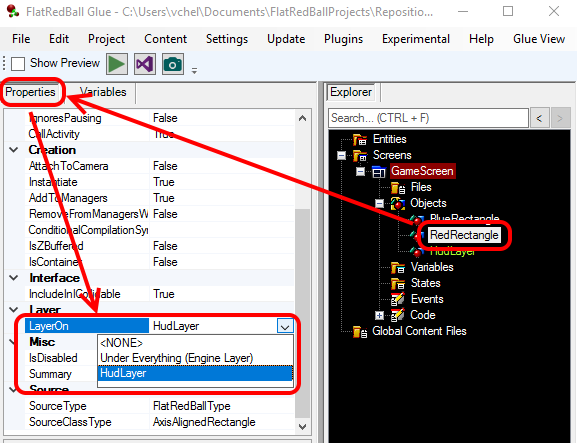 FlatRedBall Glue - C:\Users\vchel\Documents\FlatRedBallProjects\Repositio...
File Edit Project Content Settings Update Plugins Experimental Project Help Glue View
Show Preview
Properties Variables
IgnoresPausing False
CallActivity True
Creation
AttachToCamera False
Instantiate True
AddToManagers True
RemoveFromManagersW False
ConditionalCompilationSyr
IsZBuffered False
IsContainer False
Interface
IncludeInICodable True
Layer
LayerOn HudLayer
<NONE>
Under Everything (Engine Layer)
HudLayer
Misc
IsDisabled
Summary
Source
SourceType FlatRedBallType
SourceClassType AxisAlignedRectangle
Explorer
Search... (CTRL + F) < >
Entities
Screens
GameScreen
Files
Objects
BlueRectangle
RedRectangle
HudLayer
Variables
States
Events
Code
Global Content Files